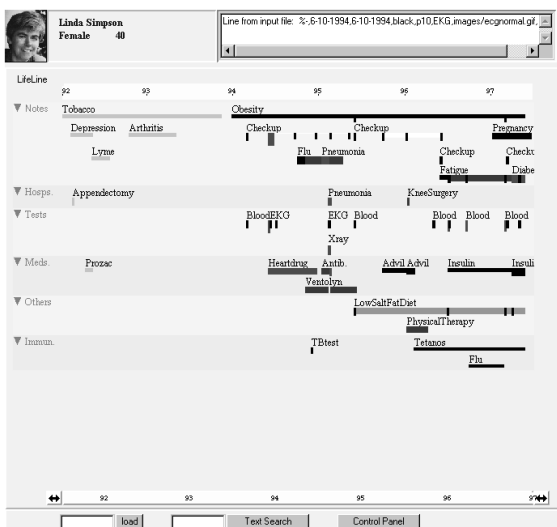 Linda Simpson
Female 40
Line from input file: %-,6-10-1994,6-10-1994,black,p10,EKG,images/ecgnormal.gif,
LifeLine
92 93 94 95 96 97
Notes Tobacco Obesity
Depression Arthritis Checkup Checkup Pregnancy
Lyme Flu Pneumonia Checkup Checku
Fatigue Diabe
Hosps. Appendectomy Pneumonia KneeSurgery
Tests BloodEKG EKG Blood Blood Blood Blood
Xray
Meds. Prozac Heartdrug Antib. Advil Advil Insulin Insuli
Ventolyn
Others LowSaltFatDiet
PhysicalTherapy
Immun. TBtest Tetanos
Flu
92 93 94 95 96 97
load Text Search Control Panel